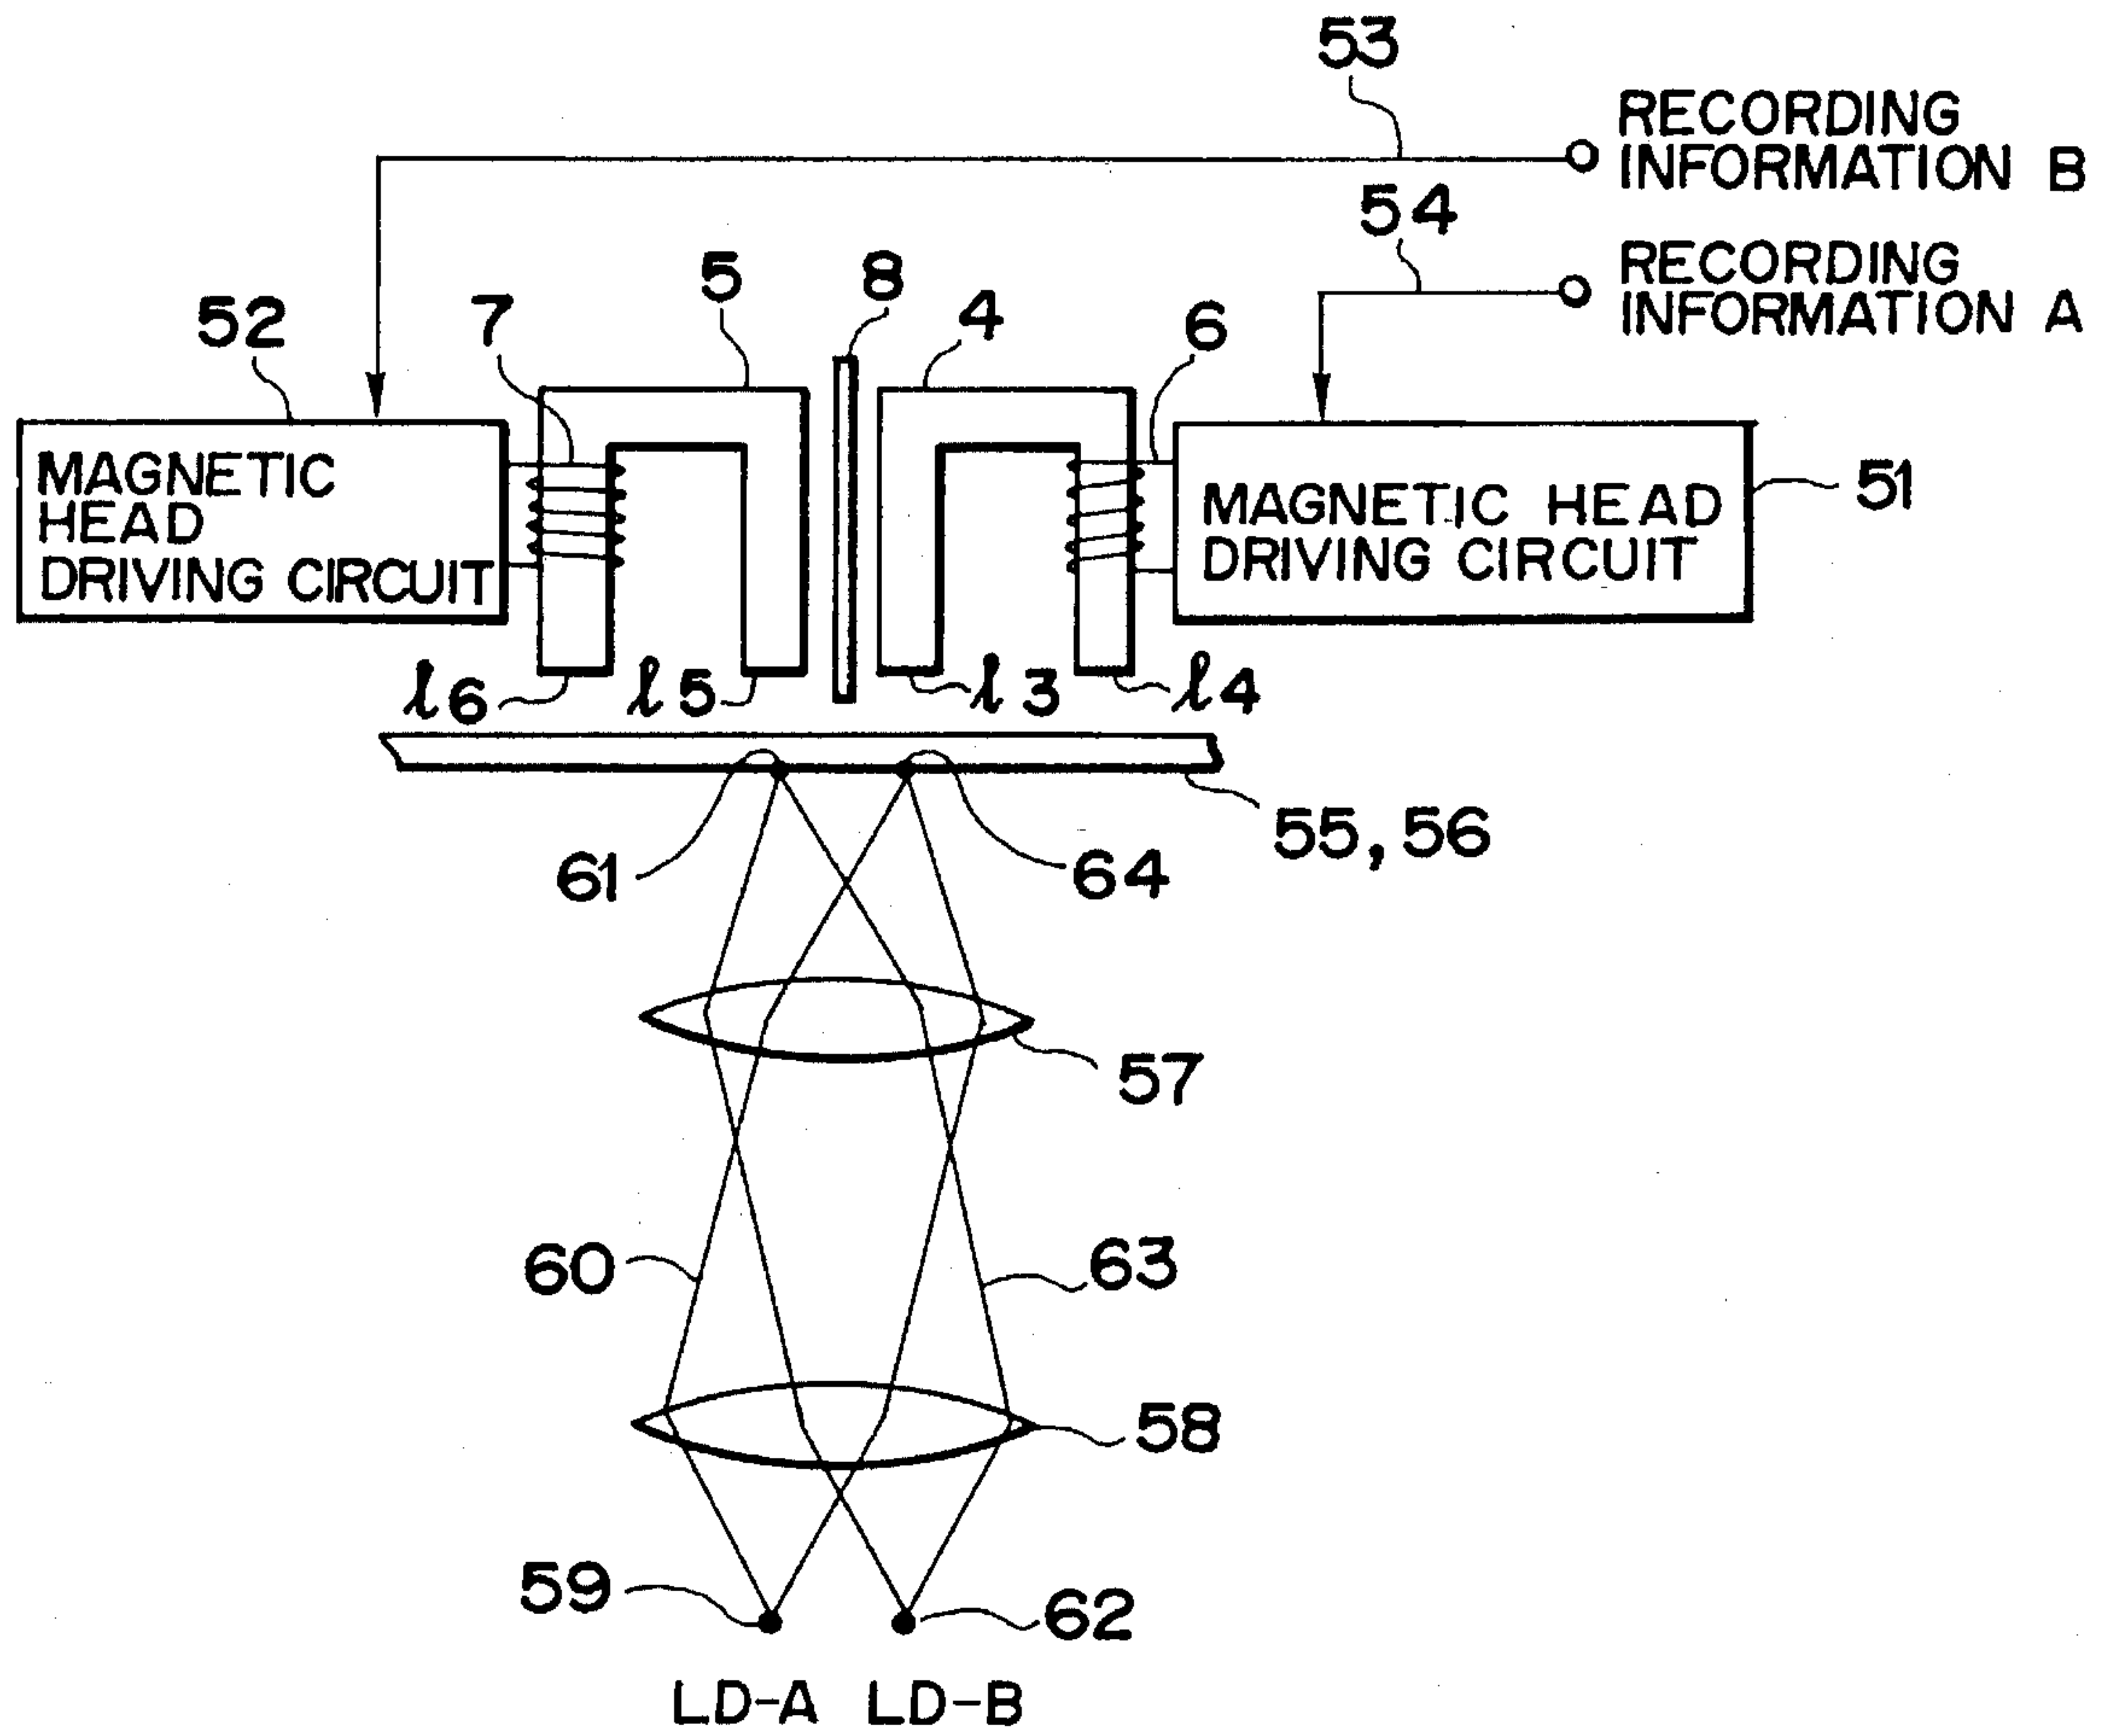 53
RECORDING
INFORMATION B
54
RECORDING
INFORMATION A
52
7
5
8
4
6
MAGNETIC
HEAD
DRIVING CIRCUIT
MAGNETIC HEAD
DRIVING CIRCUIT
51
ℓ6
ℓ5
ℓ3
ℓ4
61
64
55, 56
57
60
63
58
59
62
LD-A LD-B